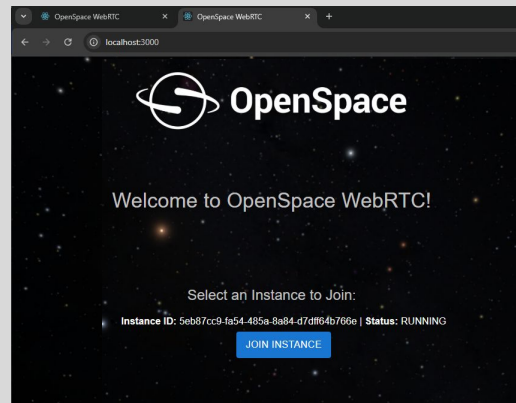 OpenSpace WebRTC
OpenSpace WebRTC
localhost:3000
OpenSpace
Welcome to OpenSpace WebRTC!
Select an Instance to Join:
Instance ID: 5eb87cc9-fa54-485a-8a84-d7dff64b766e | Status: RUNNING
JOIN INSTANCE